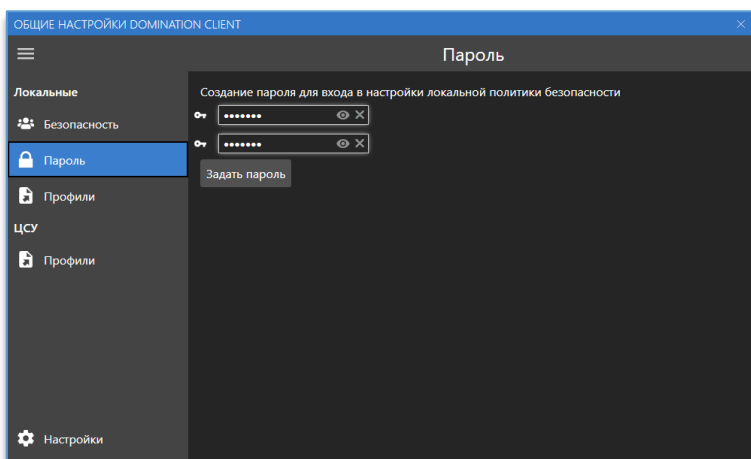 ОБЩИЕ НАСТРОЙКИ DOMINATION CLIENT
Пароль
Локальные
Безопасность
Пароль
Профили
ЦСУ
Профили
Настройки
Создание пароля для входа в настройки локальной политики безопасности
•••••••
•••••••
Задать пароль